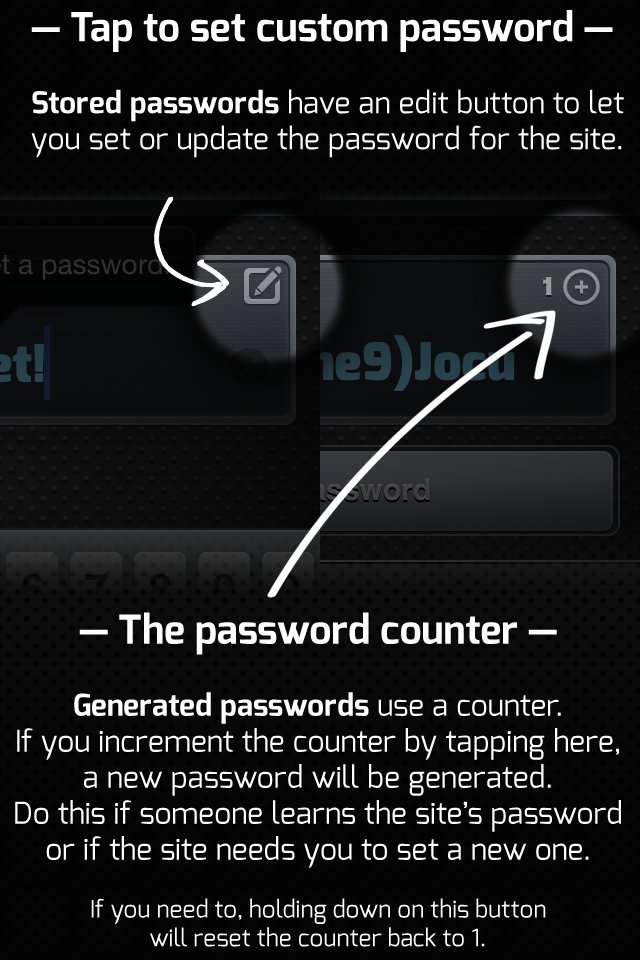 — Tap to set custom password —
Stored passwords have an edit button to let
you set or update the password for the site.
t a password.
et!
1
ne9)Jocu
ssword
— The password counter —
Generated passwords use a counter.
If you increment the counter by tapping here,
a new password will be generated.
Do this if someone learns the site's password
or if the site needs you to set a new one.
If you need to, holding down on this button
will reset the counter back to 1.